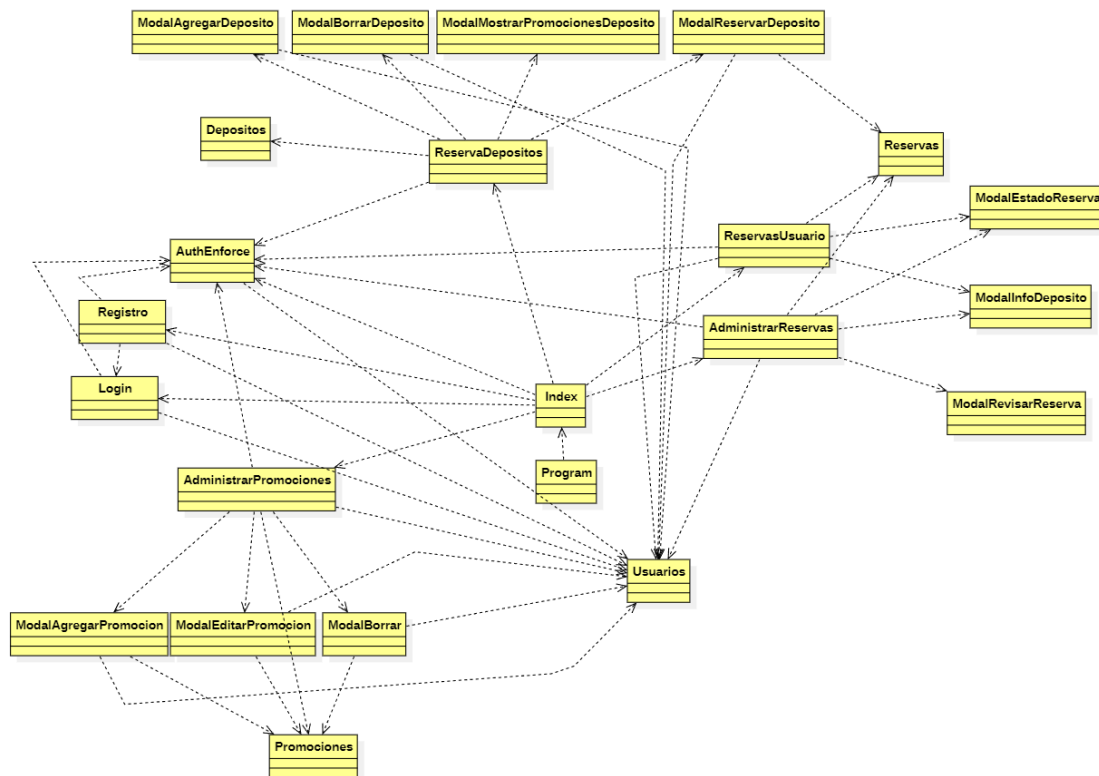 ModalAgregarDeposito
ModalBorrarDeposito
ModalMostrarPromocionesDeposito
ModalReservarDeposito
Depositos
ReservaDepositos
Reservas
ModalEstadoReserva
ReservasUsuario
AuthEnforce
Registro
ModalInfoDeposito
AdministrarReservas
Login
Index
ModalRevisarReserva
AdministrarPromociones
Program
Usuarios
ModalAgregarPromocion
ModalEditarPromocion
ModalBorrar
Promociones